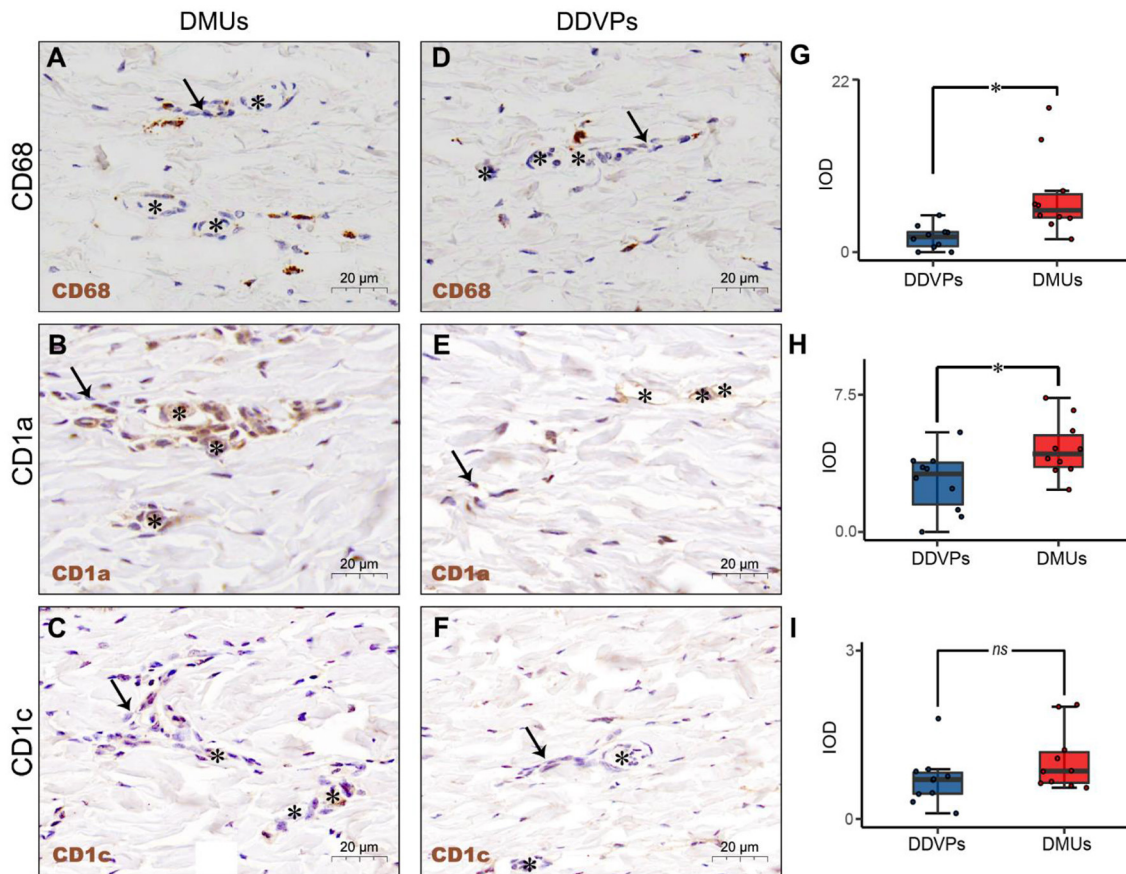 DMUs
DDVPs
CD68
A
*
*
*
CD68
20 µm
D
*
*
*
CD68
20 µm
G
22
0
IOD
*
DDVPs
DMUs
CD1a
B
*
*
*
CD1a
20 µm
E
*
*
*
CD1a
20 µm
H
7.5
0.0
IOD
*
DDVPs
DMUs
CD1c
C
*
*
*
CD1c
20 µm
F
*
*
CD1c
20 µm
I
3
0
IOD
ns
DDVPs
DMUs